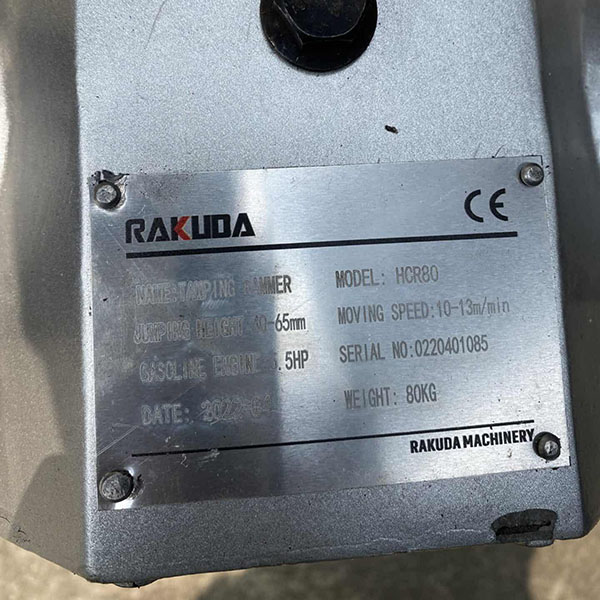 RAKUDA
CE
NAME:TAMPING RAMMER
MODEL: HCR80
JUMPING HEIGHT 40-65mm
MOVING SPEED:10-13m/min
GASOLINE ENGINE .5HP
SERIAL NO:0220401085
DATE: 2022-04
WEIGHT: 80KG
RAKUDA MACHINERY